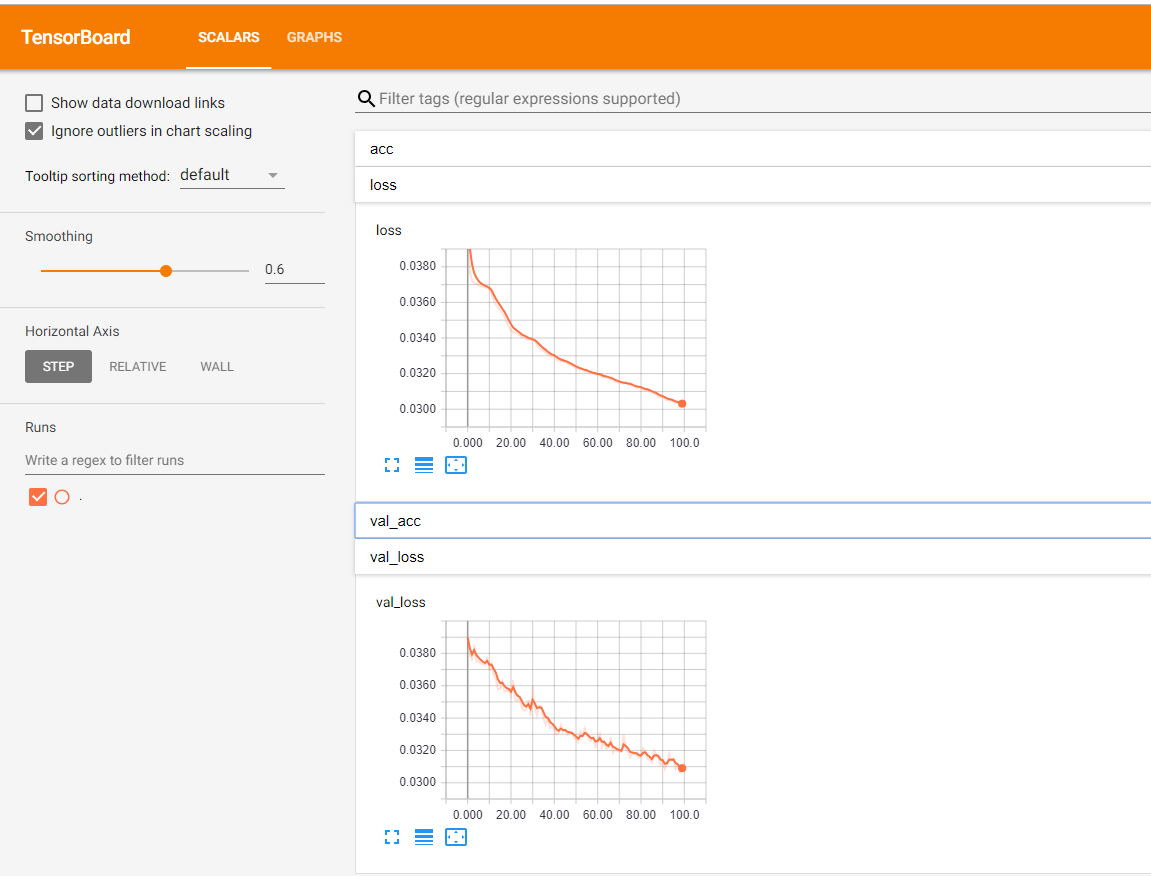 TensorBoard SCALARS GRAPHS
Show data download links
Ignore outliers in chart scaling
Tooltip sorting method: default
Smoothing
0.6
Horizontal Axis
STEP RELATIVE WALL
Runs
Write a regex to filter runs
.
Filter tags (regular expressions supported)
acc
loss
loss
0.0380
0.0360
0.0340
0.0320
0.0300
0.000 20.00 40.00 60.00 80.00 100.0
val_acc
val_loss
val_loss
0.0380
0.0360
0.0340
0.0320
0.0300
0.000 20.00 40.00 60.00 80.00 100.0